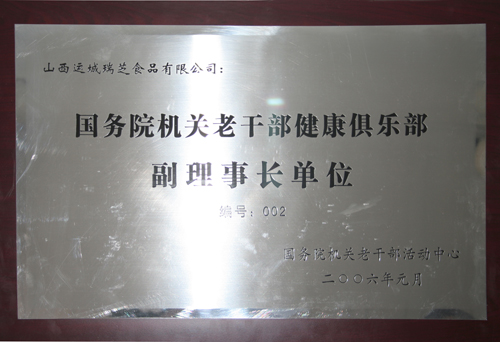 山西运城瑞芝食品有限公司：
国务院机关老干部健康俱乐部
副理事长单位
编号：002
国务院机关老干部活动中心
二〇〇六年元月